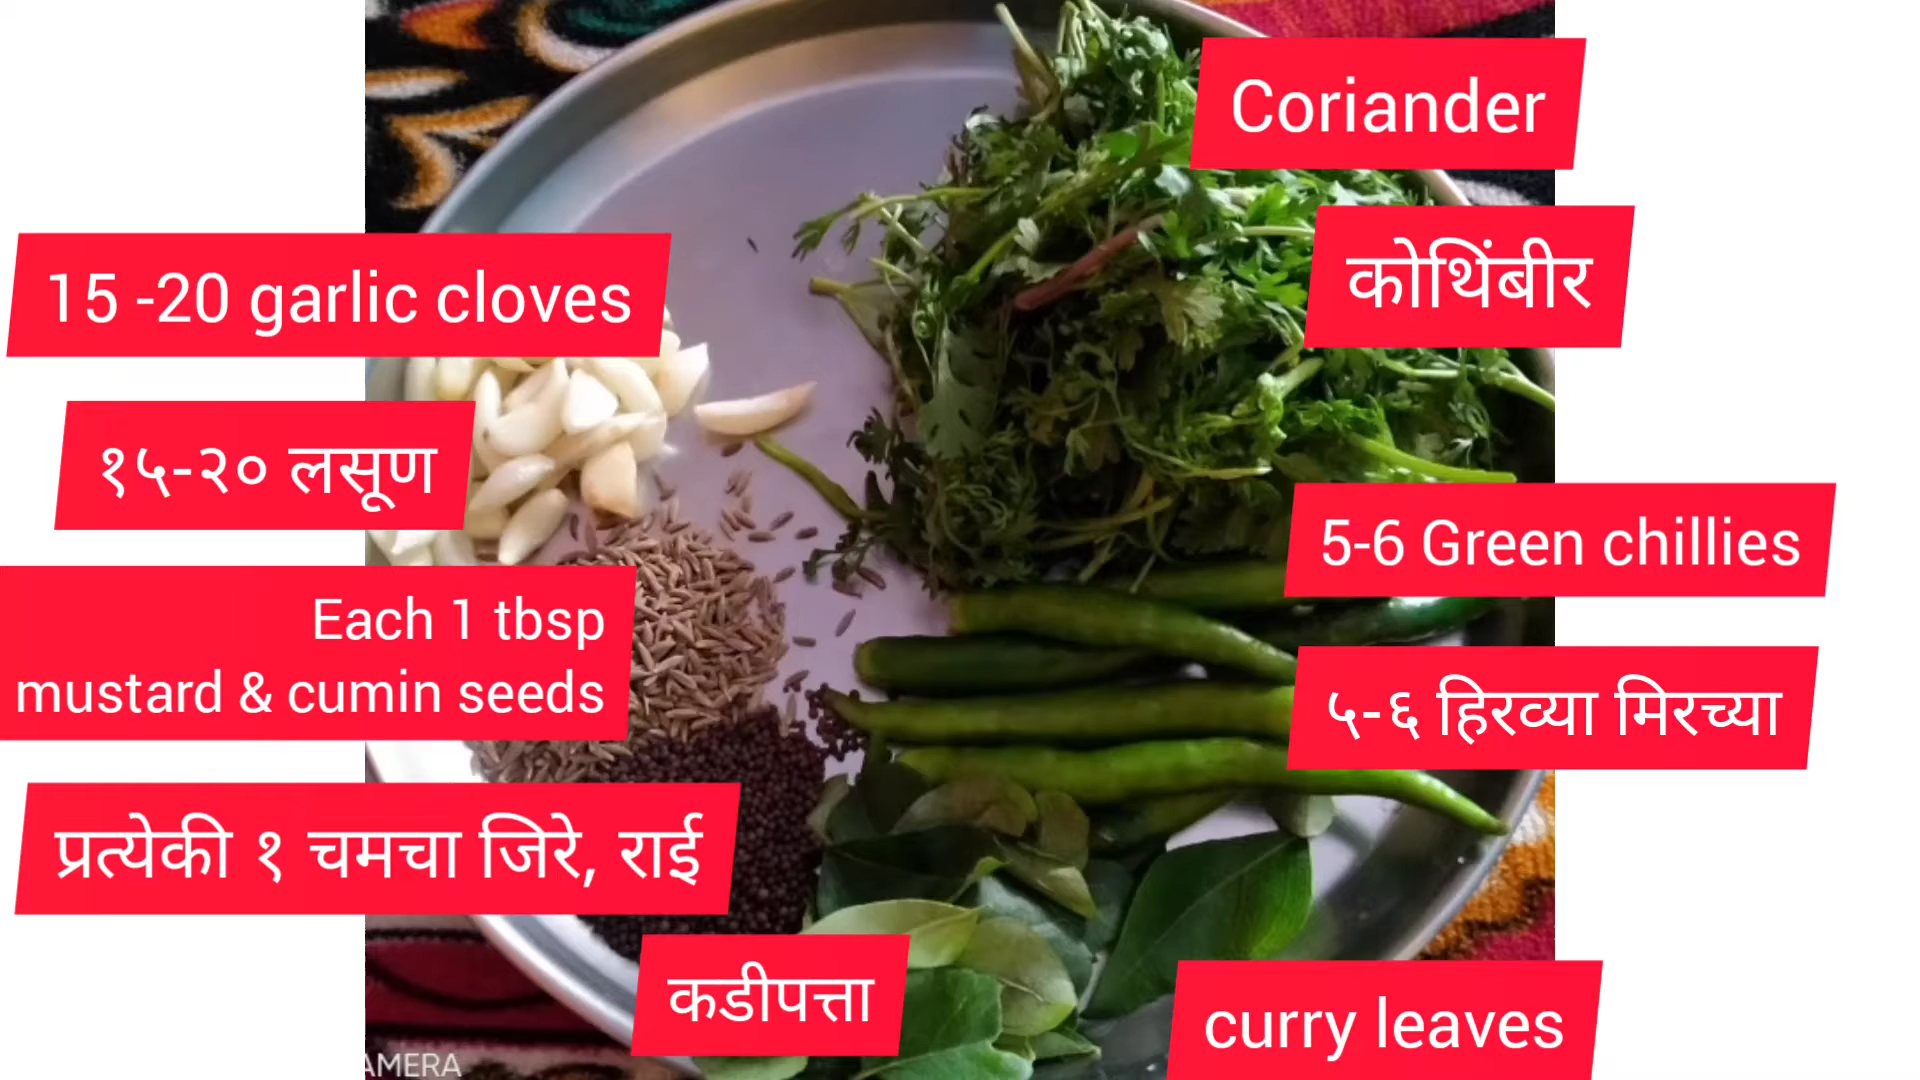 Coriander
कोथिंबीर
15 -20 garlic cloves
१५-२० लसूण
5-6 Green chillies
५-६ हिरव्या मिरच्या
Each 1 tbsp
mustard & cumin seeds
प्रत्येकी १ चमचा जिरे, राई
कडीपत्ता
curry leaves
AMERA